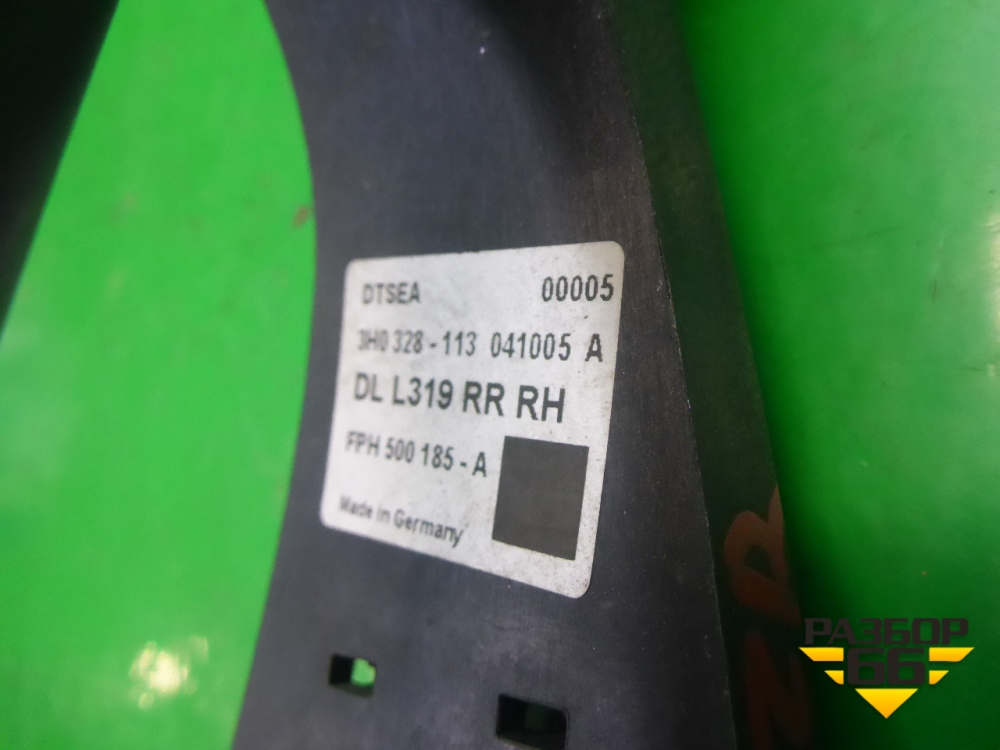 DTSEA 00005
3H0 328 - 113 041005 A
DL L319 RR RH
FPH 500 185 - A
Made in Germany
РАЗБОР
66